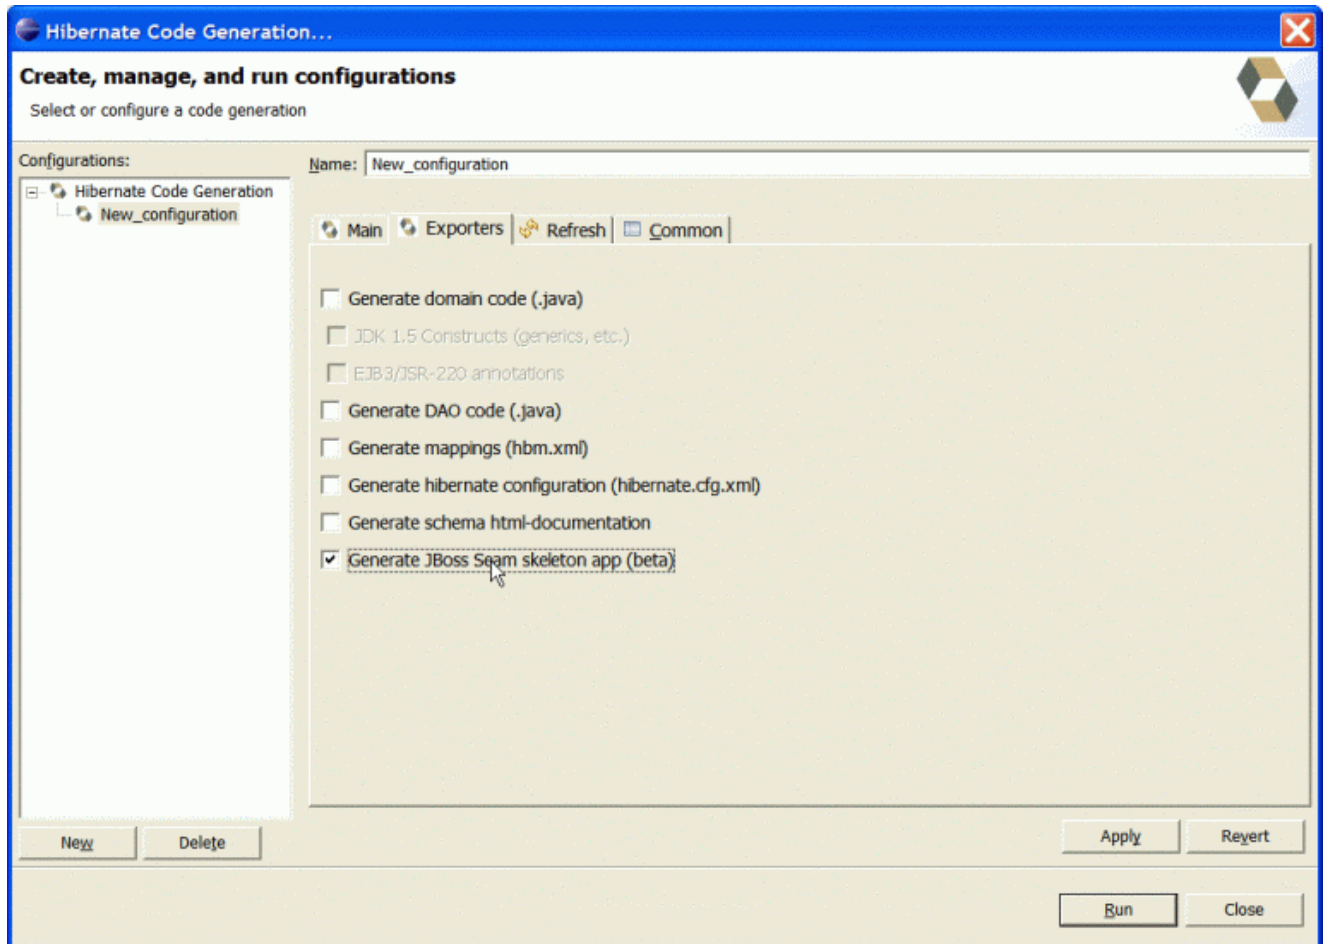 Hibernate Code Generation...
Create, manage, and run configurations
Select or configure a code generation
Configurations:
Hibernate Code Generation
New_configuration
Name: New_configuration
Main Exporters Refresh Common
Generate domain code (.java)
JDK 1.5 Constructs (generics, etc.)
EJB3/JSR-220 annotations
Generate DAO code (.java)
Generate mappings (hbm.xml)
Generate hibernate configuration (hibernate.cfg.xml)
Generate schema html-documentation
Generate JBoss Seam skeleton app (beta)
New Delete
Apply Revert
Run Close